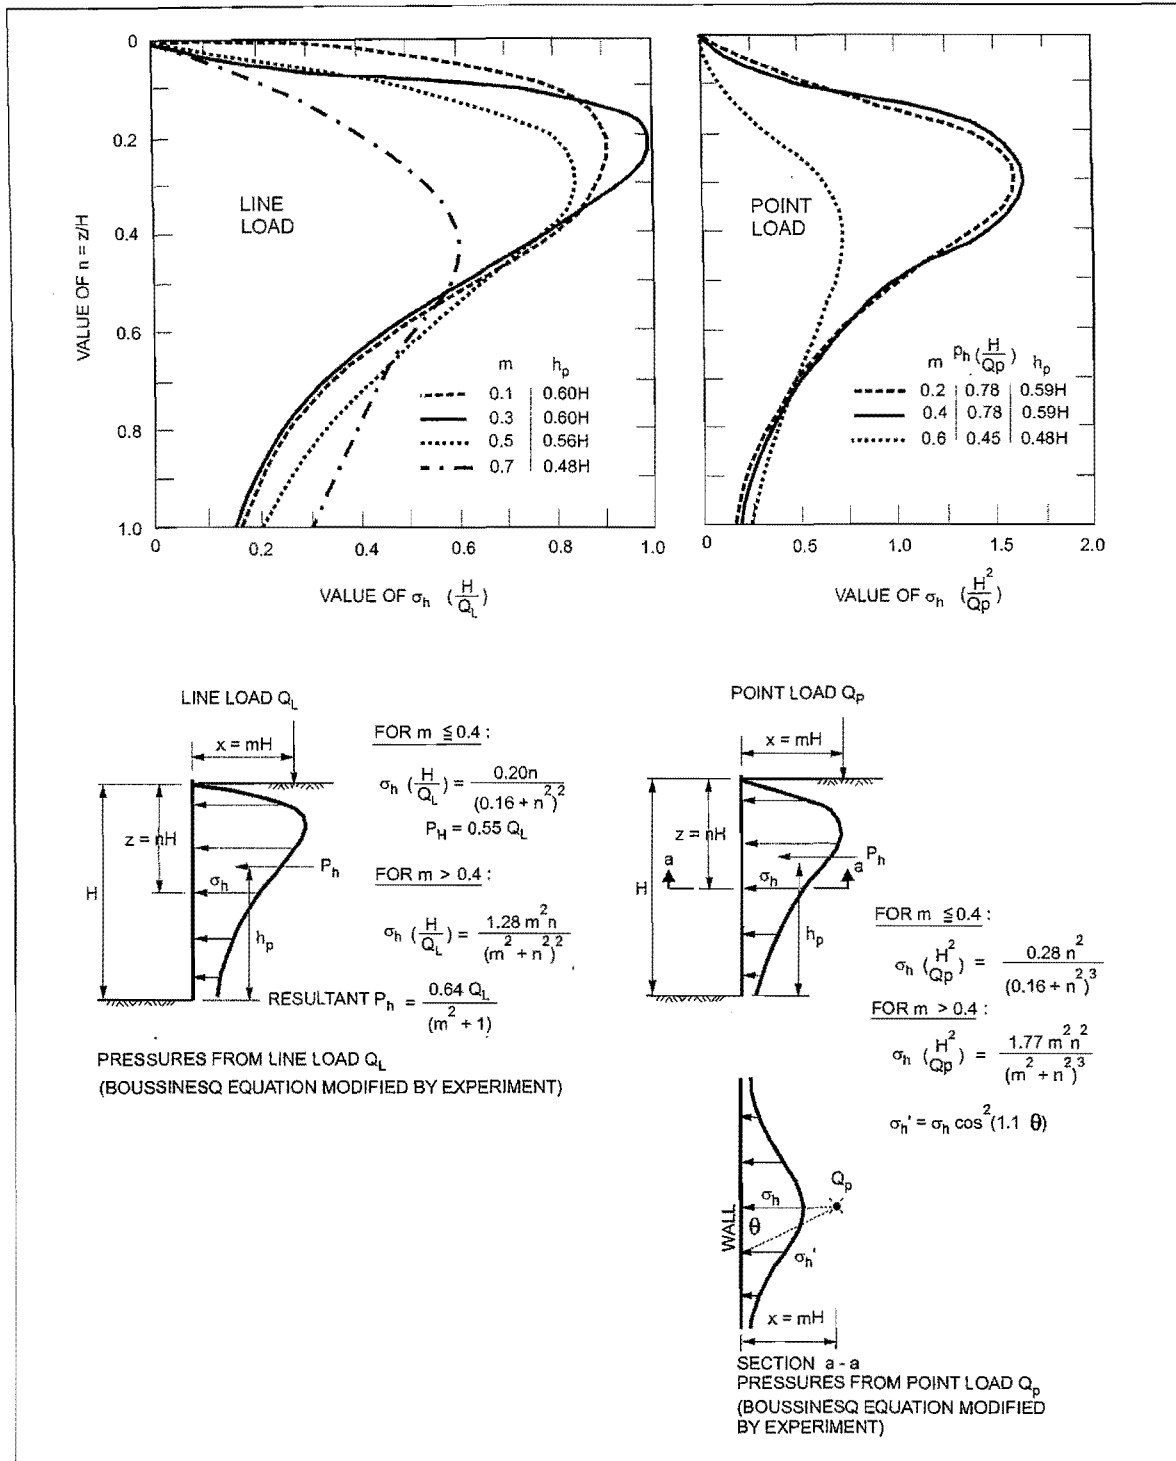 VALUE OF n = z/H
0
0.2
0.4
0.6
0.8
1.0
LINE
LOAD
m h_p
0.1 0.60H
0.3 0.60H
0.5 0.56H
0.7 0.48H
0 0.2 0.4 0.6 0.8 1.0
VALUE OF σ_h (H/Q_L)
POINT
LOAD
m P_h(H/Qp) h_p
0.2 0.78 0.59H
0.4 0.78 0.59H
0.6 0.45 0.48H
0 0.5 1.0 1.5 2.0
VALUE OF σ_h (H²/Qp)
LINE LOAD Q_L
x = mH
z = nH
H
σ_h
P_h
h_p
FOR m ≦ 0.4 :
σ_h (H/Q_L) = 0.20n/(0.16 + n²)²
P_H = 0.55 Q_L
FOR m > 0.4 :
σ_h (H/Q_L) = 1.28 m²n/(m² + n²)²
RESULTANT P_h = 0.64 Q_L/(m² + 1)
PRESSURES FROM LINE LOAD Q_L
(BOUSSINESQ EQUATION MODIFIED BY EXPERIMENT)
POINT LOAD Q_p
x = mH
z = nH
H
a
a
P_h
σ_h
h_p
FOR m ≦ 0.4 :
σ_h (H²/Qp) = 0.28 n²/(0.16 + n²)³
FOR m > 0.4 :
σ_h (H²/Qp) = 1.77 m²n²/(m² + n²)³
σ_h' = σ_h cos²(1.1 θ)
WALL
σ_h
Q_p
θ
σ_h'
x = mH
SECTION a - a
PRESSURES FROM POINT LOAD Q_p
(BOUSSINESQ EQUATION MODIFIED
BY EXPERIMENT)